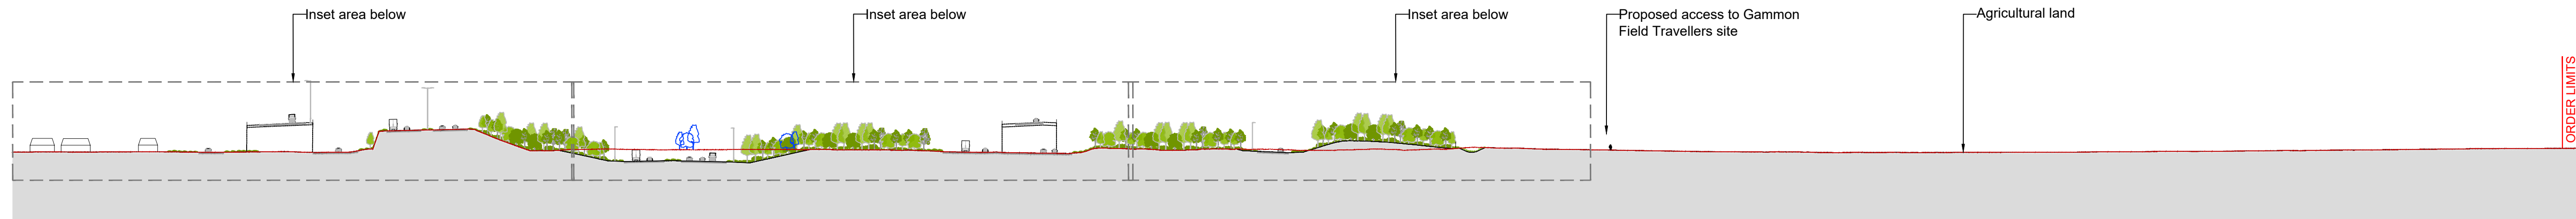 Inset area below
Inset area below
Inset area below
Proposed access to Gammon
Field Travellers site
Agricultural land
ORDER LIMITS